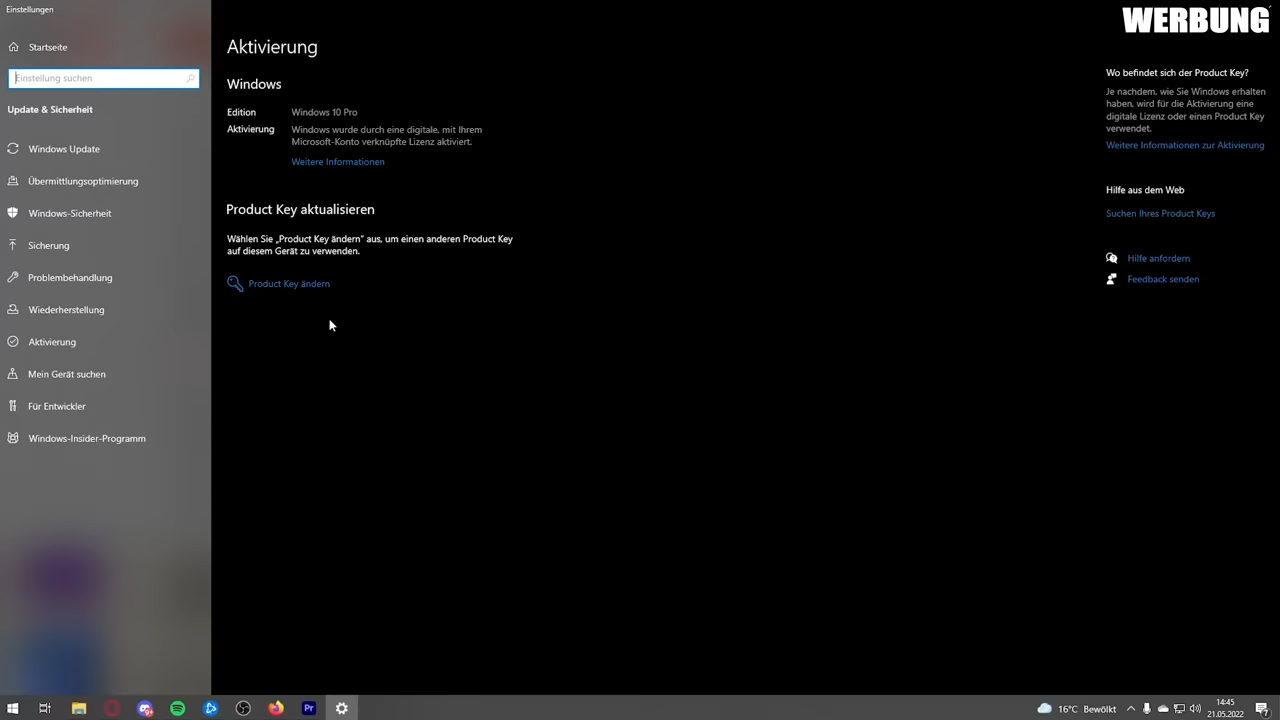 Einstellungen
WERBUNG
Startseite
Einstellung suchen
Update & Sicherheit
Windows Update
Übermittlungsoptimierung
Windows-Sicherheit
Sicherung
Problembehandlung
Wiederherstellung
Aktivierung
Mein Gerät suchen
Für Entwickler
Windows-Insider-Programm
Aktivierung
Windows
Edition Windows 10 Pro
Aktivierung Windows wurde durch eine digitale, mit Ihrem
Microsoft-Konto verknüpfte Lizenz aktiviert.
Weitere Informationen
Product Key aktualisieren
Wählen Sie „Product Key ändern“ aus, um einen anderen Product Key
auf diesem Gerät zu verwenden.
Product Key ändern
Wo befindet sich der Product Key?
Je nachdem, wie Sie Windows erhalten
haben, wird für die Aktivierung eine
digitale Lizenz oder einen Product Key
verwendet.
Weitere Informationen zur Aktivierung
Hilfe aus dem Web
Suchen Ihres Product Keys
Hilfe anfordern
Feedback senden
Pr
16°C Bewölkt
14:45
21.05.2022